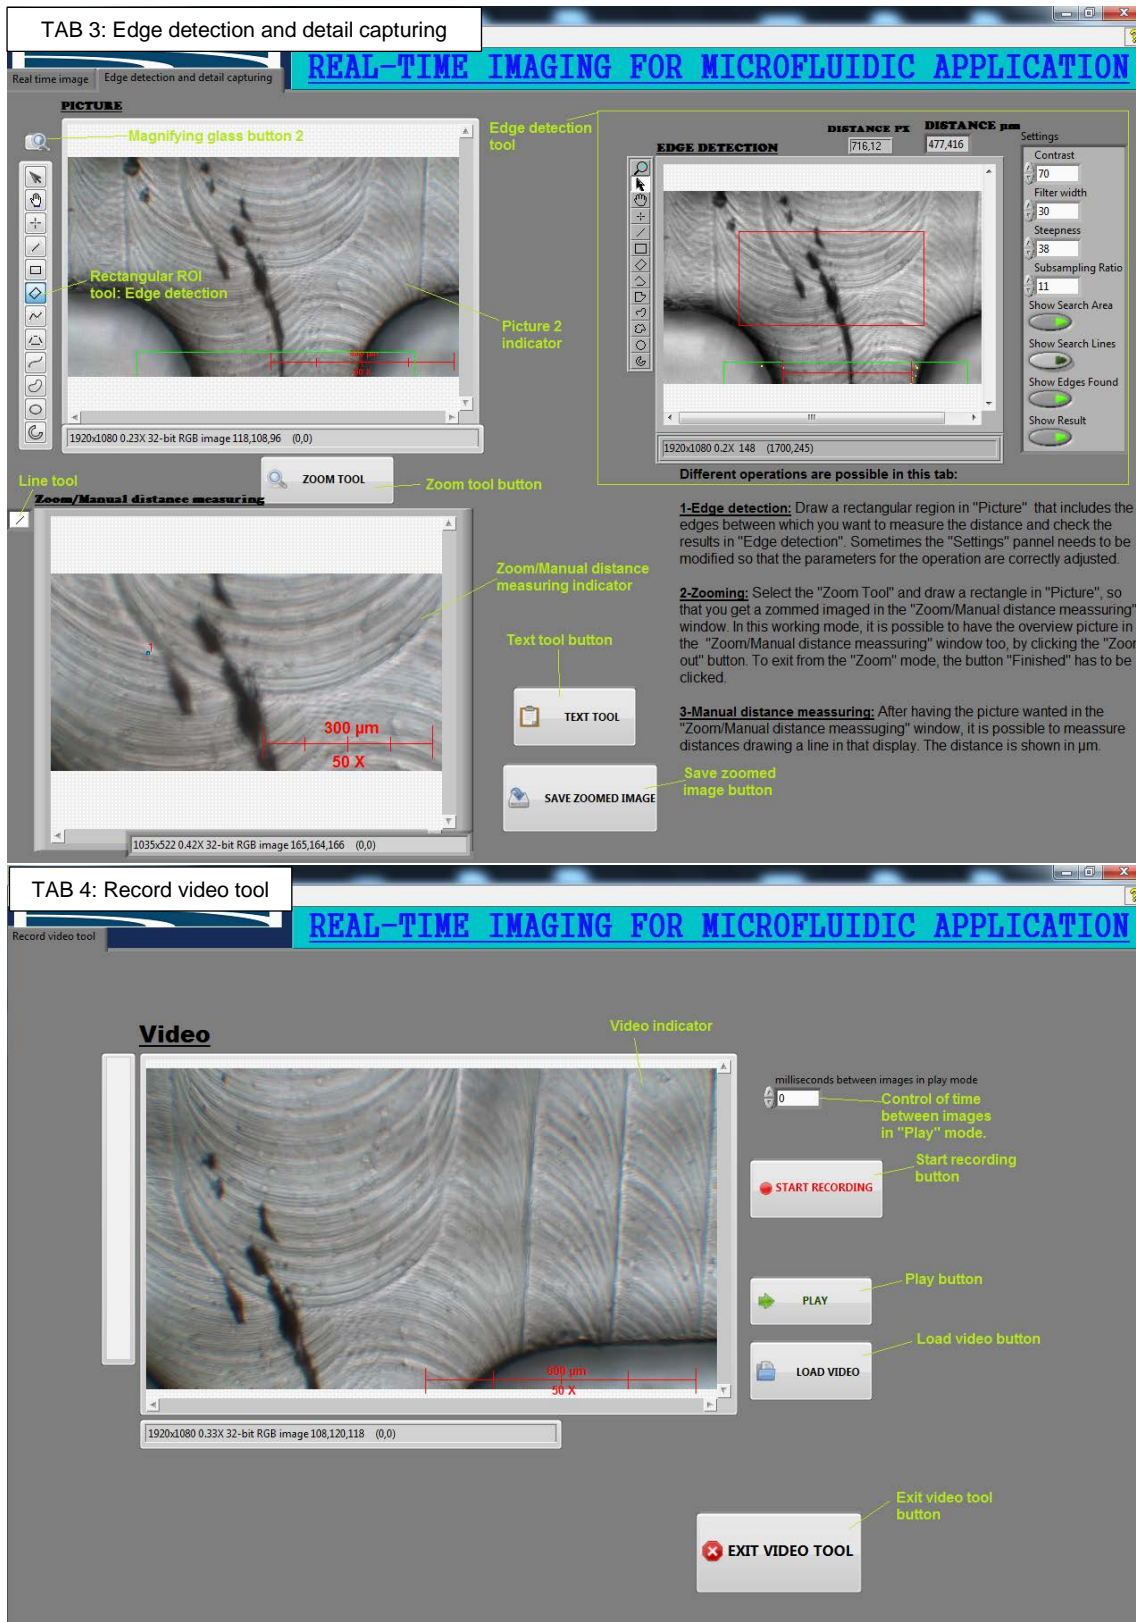 TAB 3: Edge detection and detail capturing
REAL-TIME IMAGING FOR MICROFLUIDIC APPLICATION
Real time image
Edge detection and detail capturing
PICTURE
Magnifying glass button 2
Rectangular ROI
tool: Edge detection
Picture 2
indicator
50 X
1920x1080 0.23X 32-bit RGB image 118,108,96 (0,0)
Edge detection
tool
EDGE DETECTION
DISTANCE PX
716,12
DISTANCE µm
477,416
Settings
Contrast
70
Filter width
30
Steepness
38
Subsampling Ratio
11
Show Search Area
Show Search Lines
Show Edges Found
Show Result
1920x1080 0.2X 148 (1700,245)
ZOOM TOOL
Zoom tool button
Line tool
Zoom/Manual distance measuring
Zoom/Manual distance
measuring indicator
300 µm
50 X
1035x522 0.42X 32-bit RGB image 165,164,166 (0,0)
Text tool button
TEXT TOOL
Save zoomed
image button
SAVE ZOOMED IMAGE
Different operations are possible in this tab:
1-Edge detection: Draw a rectangular region in "Picture" that includes the
edges between which you want to measure the distance and check the
results in "Edge detection". Sometimes the "Settings" pannel needs to be
modified so that the parameters for the operation are correctly adjusted.
2-Zooming: Select the "Zoom Tool" and draw a rectangle in "Picture", so
that you get a zommed imaged in the "Zoom/Manual distance meassuring"
window. In this working mode, it is possible to have the overview picture in
the "Zoom/Manual distance meassuring" window too, by clicking the "Zoom
out" button. To exit from the "Zoom" mode, the button "Finished" has to be
clicked.
3-Manual distance meassuring: After having the picture wanted in the
"Zoom/Manual distance meassuging" window, it is possible to meassure
distances drawing a line in that display. The distance is shown in µm.
TAB 4: Record video tool
REAL-TIME IMAGING FOR MICROFLUIDIC APPLICATION
Record video tool
Video
Video indicator
600 µm
50 X
1920x1080 0.33X 32-bit RGB image 108,120,118 (0,0)
milliseconds between images in play mode
0
Control of time
between images
in "Play" mode.
Start recording
button
START RECORDING
Play button
PLAY
Load video button
LOAD VIDEO
Exit video tool
button
EXIT VIDEO TOOL